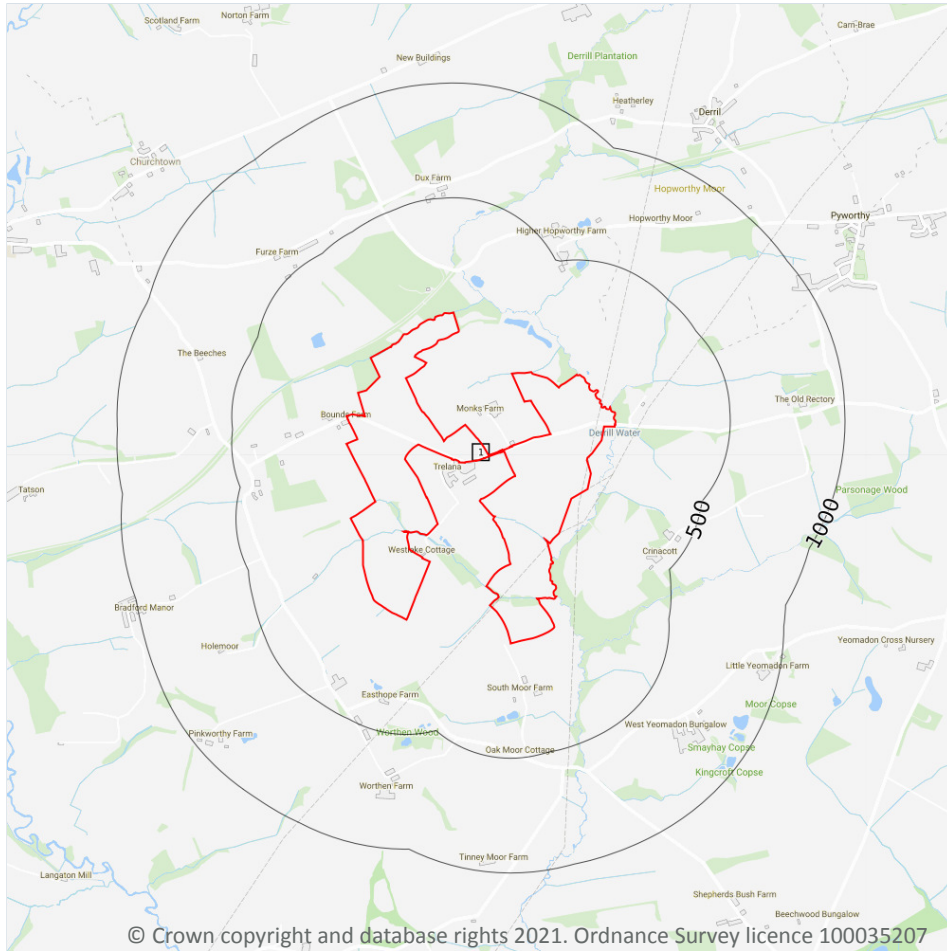 Scotland Farm
Norton Farm
Carn-Brae
New Buildings
Derrill Plantation
Heatherley
Derril
Churchtown
Dux Farm
Hopworthy Moor
Hopworthy Moor
Pyworthy
Higher Hopworthy Farm
Furze Farm
The Beeches
The Old Rectory
Monks Farm
Bounds Farm
Derrill Water
1
Trelana
Tatson
Parsonage Wood
500
1000
Westlake Cottage
Crinacott
Bradford Manor
Holemoor
Yeomadon Cross Nursery
Little Yeomadon Farm
South Moor Farm
Easthope Farm
Moor Copse
West Yeomadon Bungalow
Pinkworthy Farm
Worthen Wood
Smayhay Copse
Oak Moor Cottage
Kingcroft Copse
Worthen Farm
Tinney Moor Farm
Langaton Mill
Shepherds Bush Farm
Beechwood Bungalow
© Crown copyright and database rights 2021. Ordnance Survey licence 100035207